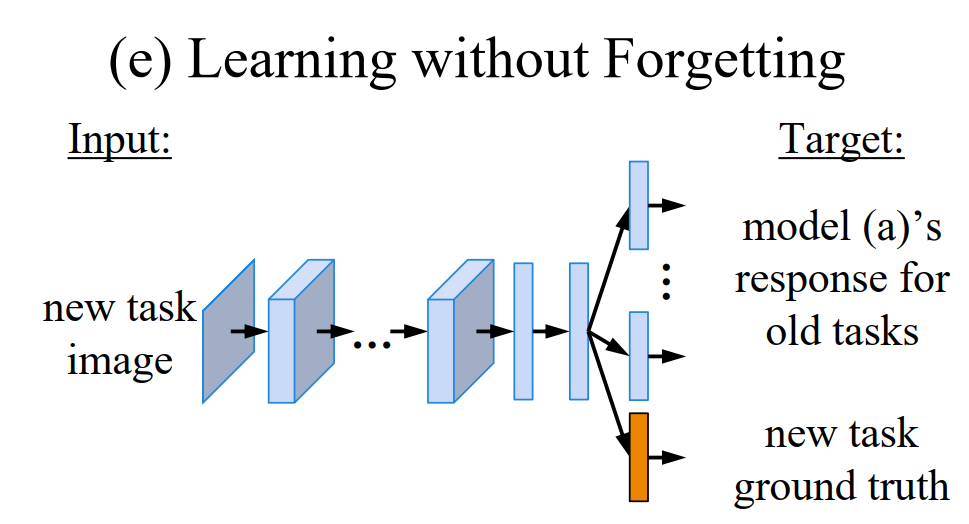 (e) Learning without Forgetting
Input:
Target:
new task
image
...
model (a)’s
response for
old tasks
new task
ground truth